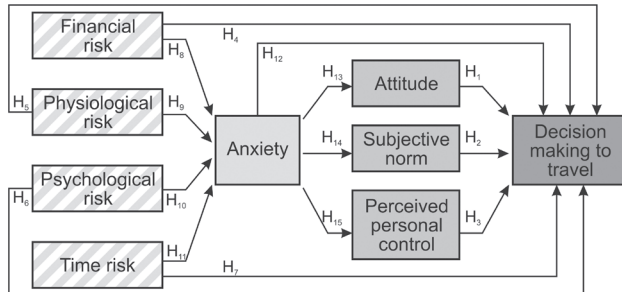 Financial
risk
H4
H8
H12
H13
Attitude
H1
H5
Physiological
risk
H9
Anxiety
H14
Subjective
norm
H2
Decision
making to
travel
Psychological
risk
H6
H10
H15
Perceived
personal
control
H3
H11
Time risk
H7